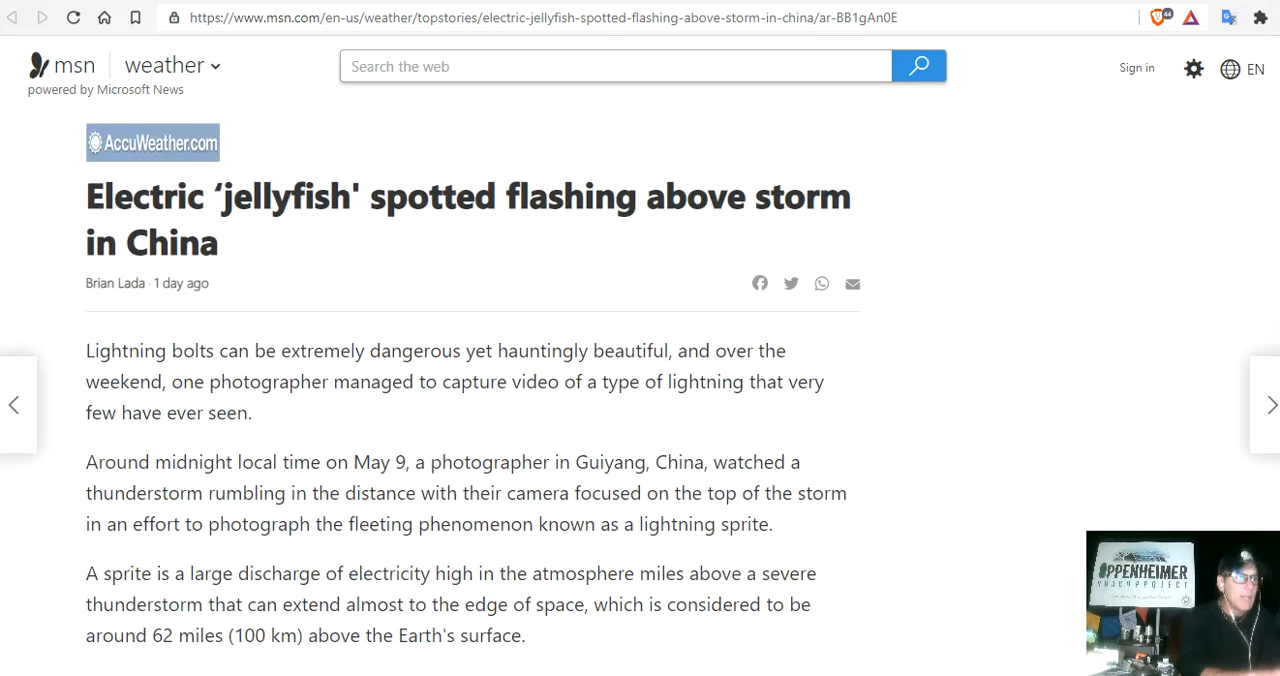 https://www.msn.com/en-us/weather/topstories/electric-jellyfish-spotted-flashing-above-storm-in-china/ar-BB1gAn0E
44
msn weather
Search the web
Sign in
EN
powered by Microsoft News
AccuWeather.com
Electric ‘jellyfish' spotted flashing above storm
in China
Brian Lada · 1 day ago
Lightning bolts can be extremely dangerous yet hauntingly beautiful, and over the
weekend, one photographer managed to capture video of a type of lightning that very
few have ever seen.
Around midnight local time on May 9, a photographer in Guiyang, China, watched a
thunderstorm rumbling in the distance with their camera focused on the top of the storm
in an effort to photograph the fleeting phenomenon known as a lightning sprite.
A sprite is a large discharge of electricity high in the atmosphere miles above a severe
thunderstorm that can extend almost to the edge of space, which is considered to be
around 62 miles (100 km) above the Earth's surface.
OPPENHEIMER